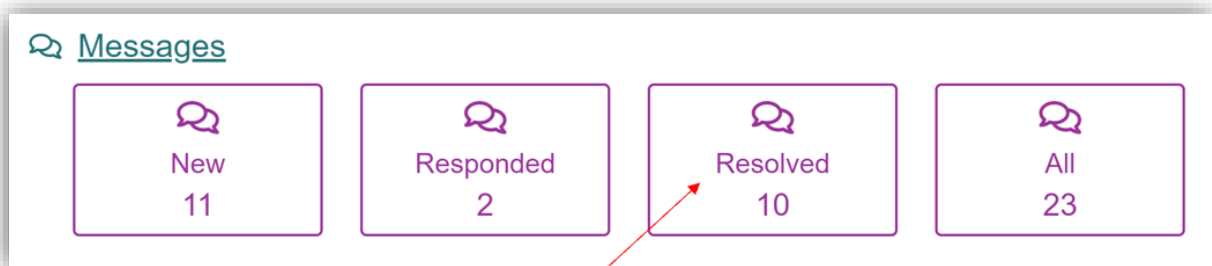 Messages
New
11
Responded
2
Resolved
10
All
23